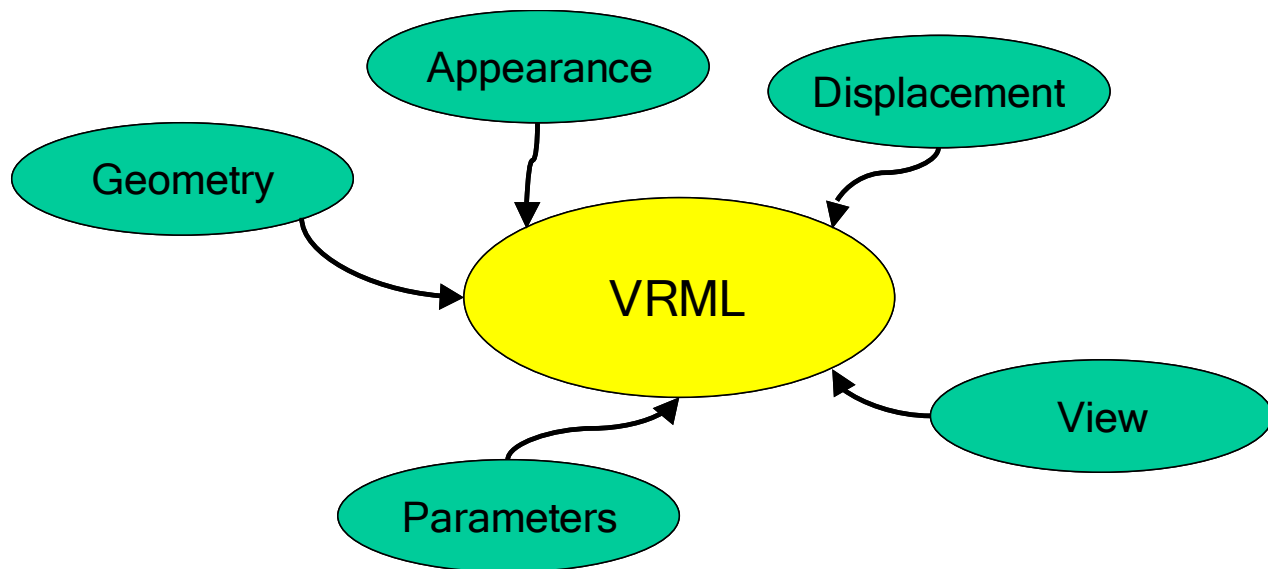 Appearance
Displacement
Geometry
VRML
View
Parameters